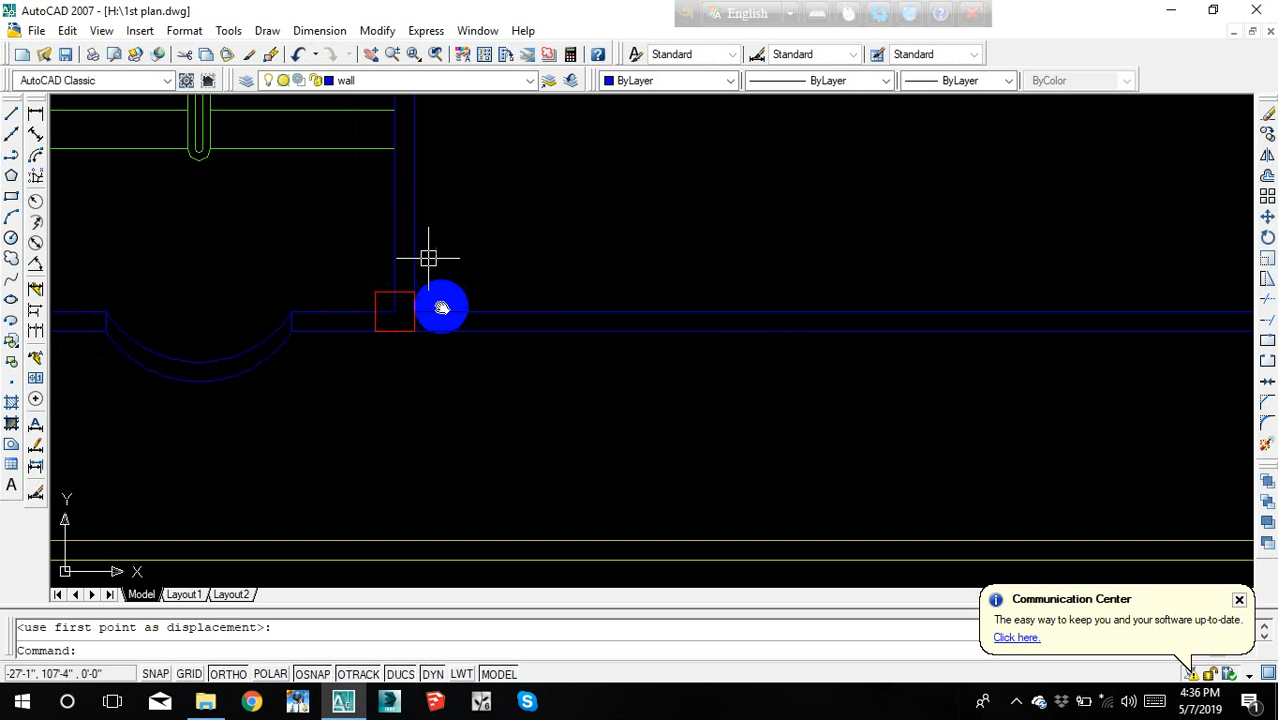 AutoCAD 2007 - [H:\1st plan.dwg]
English
File Edit View Insert Format Tools Draw Dimension Modify Express Window Help
Standard Standard Standard
AutoCAD Classic wall ByLayer ByLayer ByLayer ByColor
A
Y
X
Model Layout1 Layout2
Communication Center
The easy way to keep you and your software up-to-date.
Click here.
<use first point as displacement>:
Command:
-27'-1", 107'-4" , 0'-0" SNAP GRID ORTHO POLAR OSNAP OTRACK DUCS DYN LWT MODEL
4:36 PM
5/7/2019